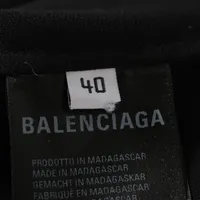 40
BALENCIAGA
PRODOTTO IN MADAGASCAR
MADE IN MADAGASCAR
GEMACHT IN MADAGASKAR
FABRIQUÉ EN MADAGASCAR